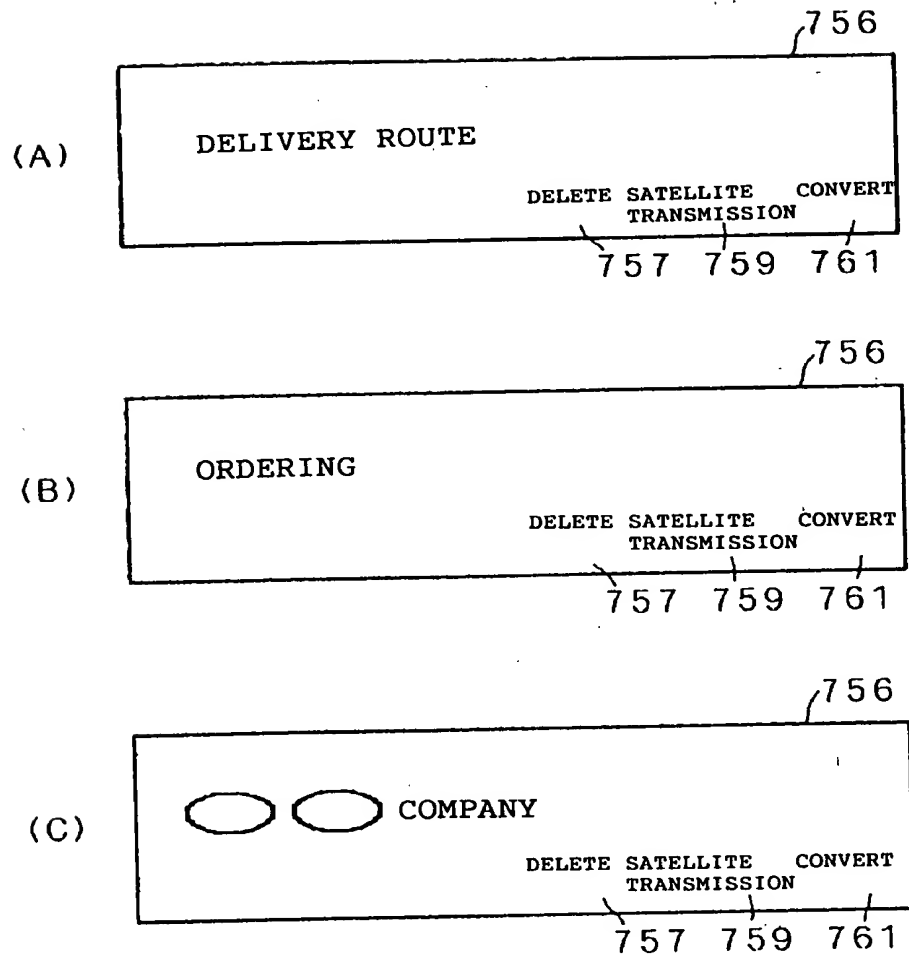 756
(A)
DELIVERY ROUTE
DELETE SATELLITE CONVERT
TRANSMISSION
757 759 761
756
(B)
ORDERING
DELETE SATELLITE CONVERT
TRANSMISSION
757 759 761
756
(C)
COMPANY
DELETE SATELLITE CONVERT
TRANSMISSION
757 759 761